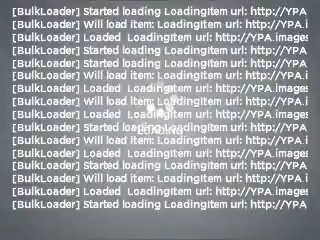 [BulkLoader] Started loading LoadingItem url: http://YPA
[BulkLoader] Will load item: LoadingItem url: http://YPA.i
[BulkLoader] Loaded LoadingItem url: http://YPA.images
[BulkLoader] Started loading LoadingItem url: http://YPA
[BulkLoader] Started loading LoadingItem url: http://YPA
[BulkLoader] Will load item: LoadingItem url: http://YPA.i
[BulkLoader] Loaded LoadingItem url: http://YPA.images
[BulkLoader] Will load item: LoadingItem url: http://YPA.i
[BulkLoader] Loaded LoadingItem url: http://YPA.images
[BulkLoader] Started loading LoadingItem url: http://YPA
LOADING
[BulkLoader] Will load item: LoadingItem url: http://YPA.i
[BulkLoader] Loaded LoadingItem url: http://YPA.images
[BulkLoader] Started loading LoadingItem url: http://YPA
[BulkLoader] Will load item: LoadingItem url: http://YPA.i
[BulkLoader] Loaded LoadingItem url: http://YPA.images
[BulkLoader] Started loading LoadingItem url: http://YPA